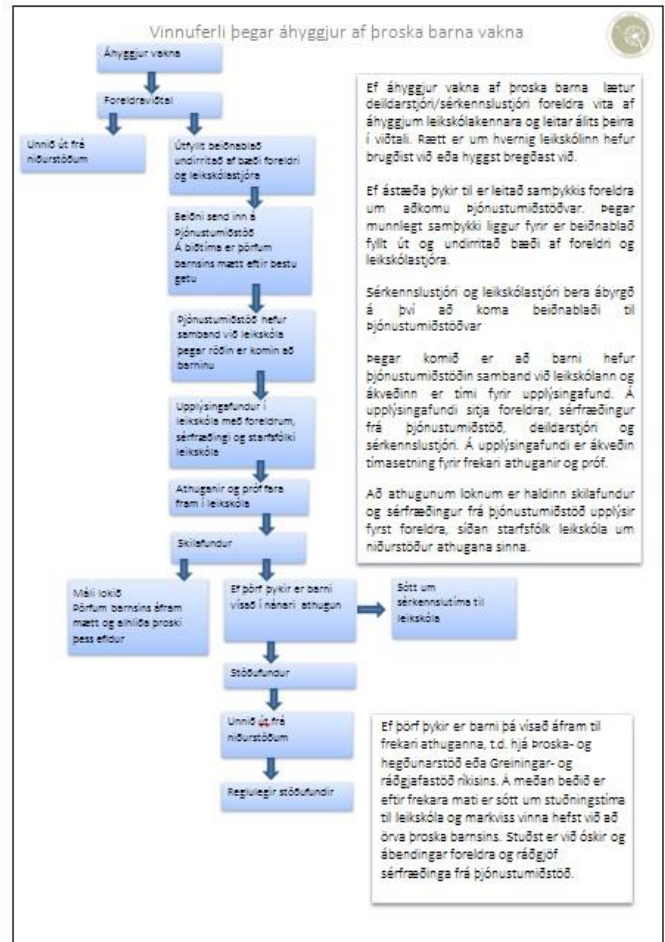 Vinnuferli þegar áhyggjur af þroska barna vakna
Áhyggjur vakna
Foreldraviðtal
Unnið út frá
niðurstöðum
Útfyllt beiðnablað
undirritað af bæði foreldri
og leikskólastjóra
Beiðni send inn á
Þjónustumiðstöð
Á biðtíma er þörfum
barnsins mætt eftir bestu
getu
Þjónustumiðstöð hefur
samband við leikskóla
þegar röðin er komin að
barninu
Upplýsingafundur í
leikskóla með foreldrum,
sérfræðingi og starfsfólki
leikskóla
Athuganir og próf fara
fram í leikskóla
Skilafundur
Máli lokið
Þörfum barnsins áfram
mætt og alhliða þroski
þess efldur
Ef þörf þykir er barni
vísað í nánari athugun
Sótt um
sérkennslutíma til
leikskóla
Stöðufundur
Unnið út frá
niðurstöðum
Reglulegir stöðufundir
Ef áhyggjur vakna af þroska barna lætur
deildarstjóri/sérkennslustjóri foreldra vita af
áhyggjum leikskólakennara og leitar álits þeirra
í viðtali. Rætt er um hvernig leikskólinn hefur
brugðist við eða hyggst bregðast við.
Ef ástæða þykir til er leitað samþykkis foreldra
um aðkomu Þjónustumiðstöðvar. Þegar
munnlegt samþykki liggur fyrir er beiðnablað
fyllt út og undirritað bæði af foreldri og
leikskólastjóra.
Sérkennslustjóri og leikskólastjóri bera ábyrgð
á því að koma beiðnablaði til
Þjónustumiðstöðvar
Þegar komið er að barni hefur
þjónustumiðstöðin samband við leikskólann og
ákveðinn er tími fyrir upplýsingafund. Á
upplýsingafundi sitja foreldrar, sérfræðingur
frá þjónustumiðstöð, deildarstjóri og
sérkennslustjóri. Á upplýsingafundi er ákveðin
tímasetning fyrir frekari athuganir og próf.
Að athugunum loknum er haldinn skilafundur
og sérfræðingur frá þjónustumiðstöð upplýsir
fyrst foreldra, síðan starfsfólk leikskóla um
niðurstöður athugana sinna.
Ef þörf þykir er barni þá vísað áfram til
frekari athuganna, t.d. hjá Þroska- og
hegðunarstöð eða Greiningar- og
ráðgjafastöð ríkisins. Á meðan beðið er
eftir frekara mati er sótt um stuðningstíma
til leikskóla og markviss vinna hefst við að
örva þroska barnsins. Stuðst er við óskir og
ábendingar foreldra og ráðgjöf
sérfræðinga frá þjónustumiðstöð.